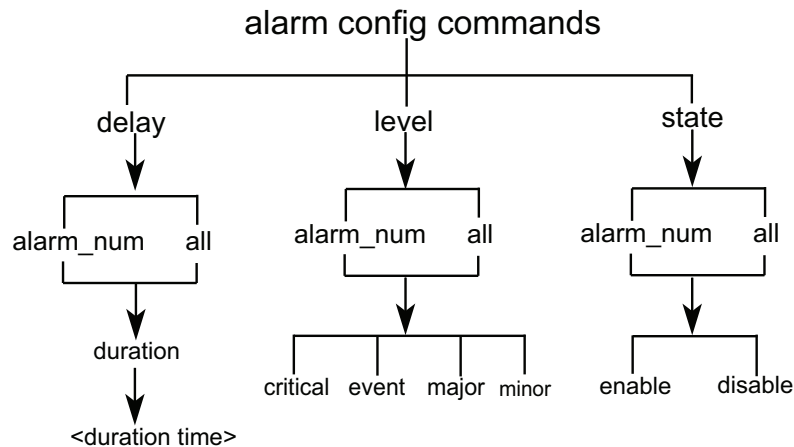 alarm config commands
delay level state
alarm_num all alarm_num all alarm_num all
duration
critical event major minor enable disable
<duration time>